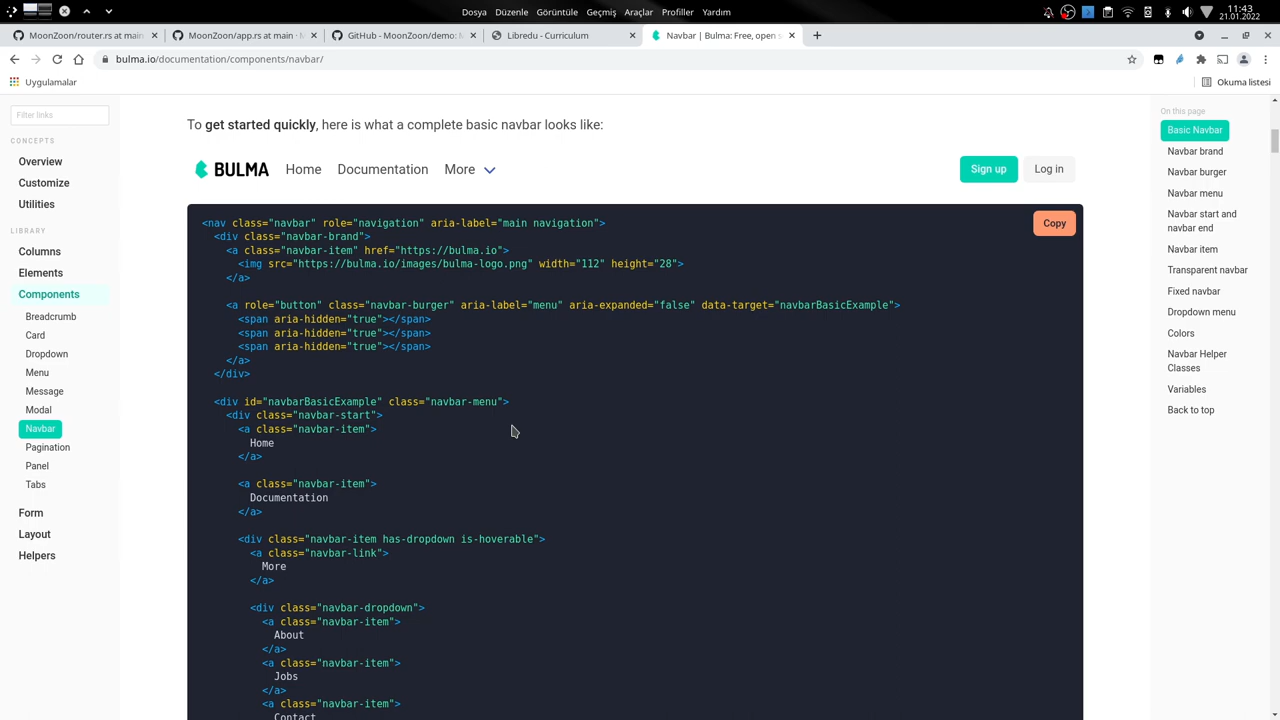 Dosya Düzenle Görüntüle Geçmiş Araçlar Profiller Yardım
11:43
21.01.2022
MoonZoon/router.rs at main
MoonZoon/app.rs at main · M
GitHub - MoonZoon/demo: M
Libredu - Curriculum
Navbar | Bulma: Free, open s
bulma.io/documentation/components/navbar/
Uygulamalar
Okuma listesi
Filter links
CONCEPTS
Overview
Customize
Utilities
LIBRARY
Columns
Elements
Components
Breadcrumb
Card
Dropdown
Menu
Message
Modal
Navbar
Pagination
Panel
Tabs
Form
Layout
Helpers
To get started quickly, here is what a complete basic navbar looks like:
BULMA Home Documentation More Sign up Log in
Copy
<nav class="navbar" role="navigation" aria-label="main navigation">
<div class="navbar-brand">
<a class="navbar-item" href="https://bulma.io">
<img src="https://bulma.io/images/bulma-logo.png" width="112" height="28">
</a>
<a role="button" class="navbar-burger" aria-label="menu" aria-expanded="false" data-target="navbarBasicExample">
<span aria-hidden="true"></span>
<span aria-hidden="true"></span>
<span aria-hidden="true"></span>
</a>
</div>
<div id="navbarBasicExample" class="navbar-menu">
<div class="navbar-start">
<a class="navbar-item">
Home
</a>
<a class="navbar-item">
Documentation
</a>
<div class="navbar-item has-dropdown is-hoverable">
<a class="navbar-link">
More
</a>
<div class="navbar-dropdown">
<a class="navbar-item">
About
</a>
<a class="navbar-item">
Jobs
</a>
<a class="navbar-item">
Contact
On this page
Basic Navbar
Navbar brand
Navbar burger
Navbar menu
Navbar start and
navbar end
Navbar item
Transparent navbar
Fixed navbar
Dropdown menu
Colors
Navbar Helper
Classes
Variables
Back to top